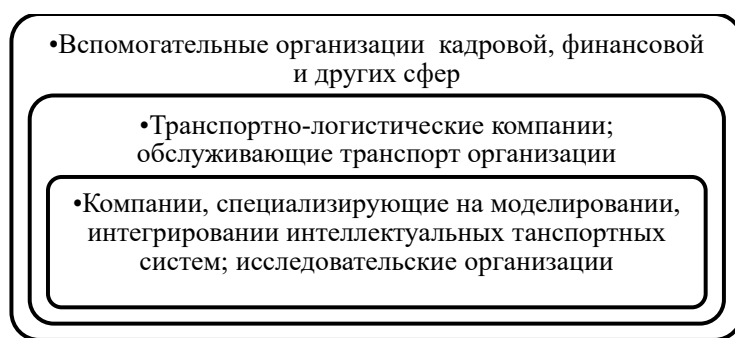 •Вспомогательные организации кадровой, финансовой
и других сфер
•Транспортно-логистические компании;
обслуживающие транспорт организации
•Компании, специализирующие на моделировании,
интегрировании интеллектуальных танспортных
систем; исследовательские организации